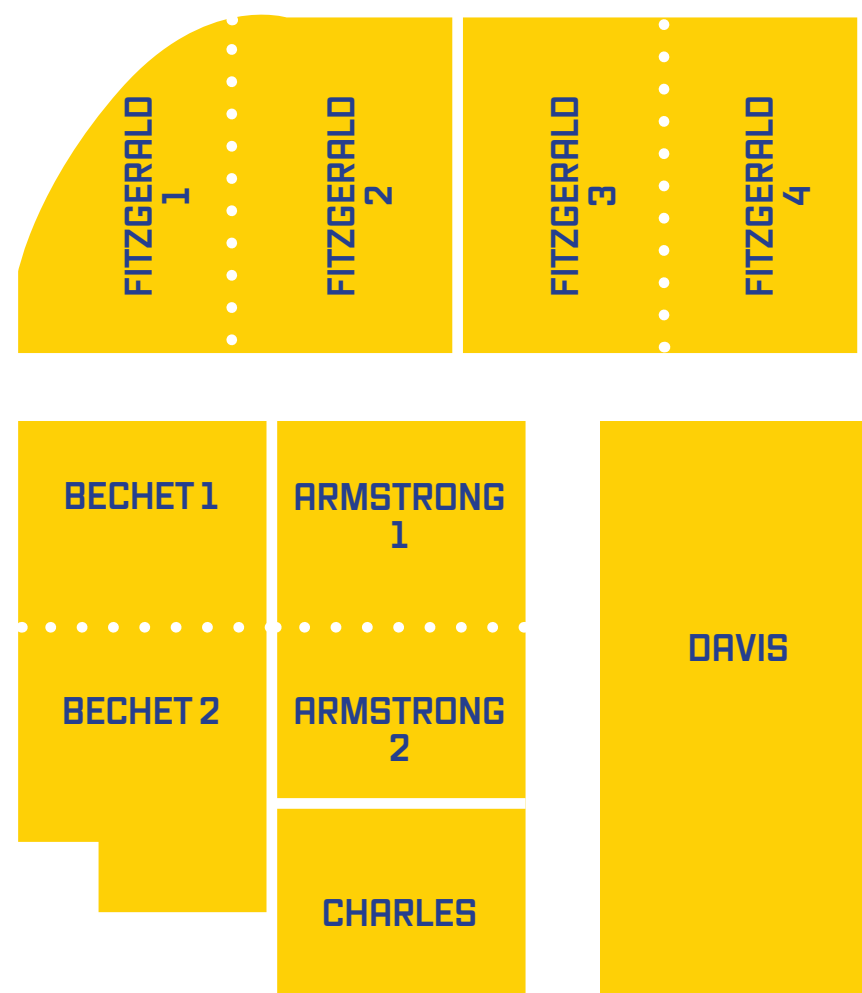 FITZGERALD
1
FITZGERALD
2
FITZGERALD
3
FITZGERALD
4
BECHET 1
ARMSTRONG
1
DAVIS
BECHET 2
ARMSTRONG
2
CHARLES